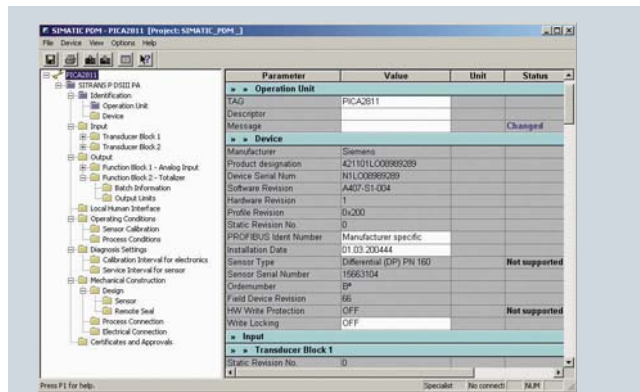 SIMATIC PDM - PICA2811 [Project: SIMATIC_PDM_]
File Device View Options Help
PICA2811
SITRANS P DSIII PA
Identification
Operation Unit
Device
Input
Transducer Block 1
Transducer Block 2
Output
Function Block 1 - Analog Input
Function Block 2 - Totalizer
Batch Information
Output Limits
Local Human Interface
Operating Conditions
Sensor Calibration
Process Conditions
Diagnosis Settings
Calibration Interval for electronics
Service Interval for sensor
Mechanical Construction
Design
Sensor
Remote Seal
Process Connection
Electrical Connection
Certificates and Approvals
Parameter Value Unit Status
» » Operation Unit
TAG PICA2811
Descriptor
Message Changed
» » Device
Manufacturer Siemens
Product designation 421101LO08989289
Device Serial Num N1LO08989289
Software Revision A407-S1-004
Hardware Revision 1
Profile Revision 0x200
Static Revision No. 0
PROFIBUS Ident Number Manufacturer specific
Installation Date 01.03.200444
Sensor Type Differential (DP) PN 160 Not supported
Sensor Serial Number 15663104
Ordernumber
Field Device Revision 66
HW Write Protection OFF Not supported
Write Locking OFF
» Input
» » Transducer Block 1
Static Revision No. 0
Press F1 for help. Specialist No connecti NUM